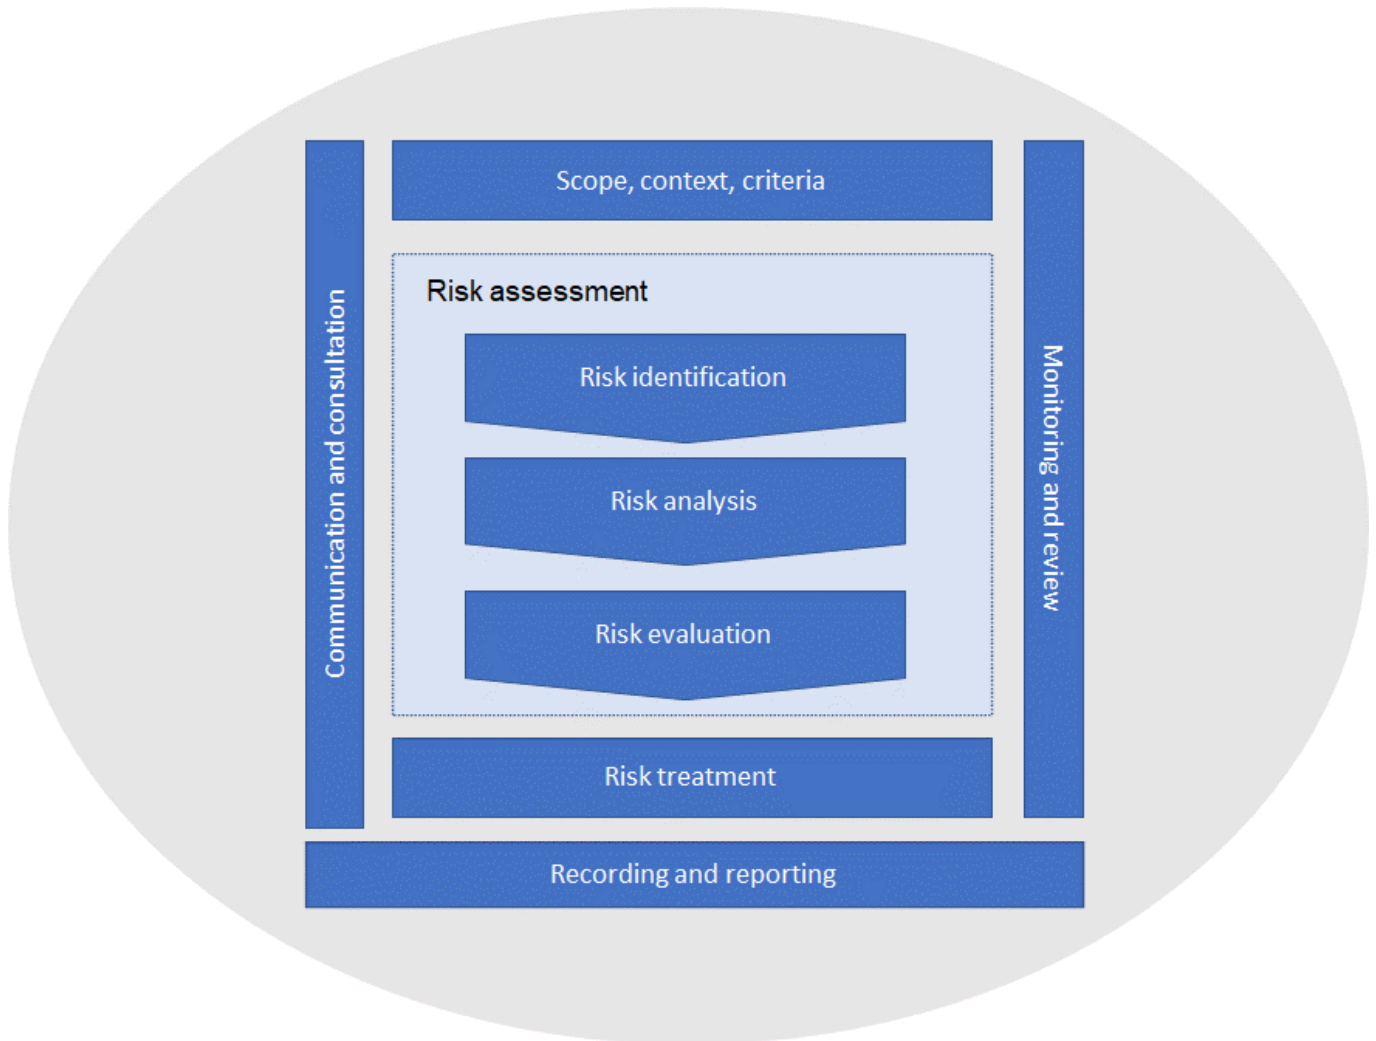 Scope, context, criteria
Communication and consultation
Risk assessment
Risk identification
Risk analysis
Risk evaluation
Monitoring and review
Risk treatment
Recording and reporting